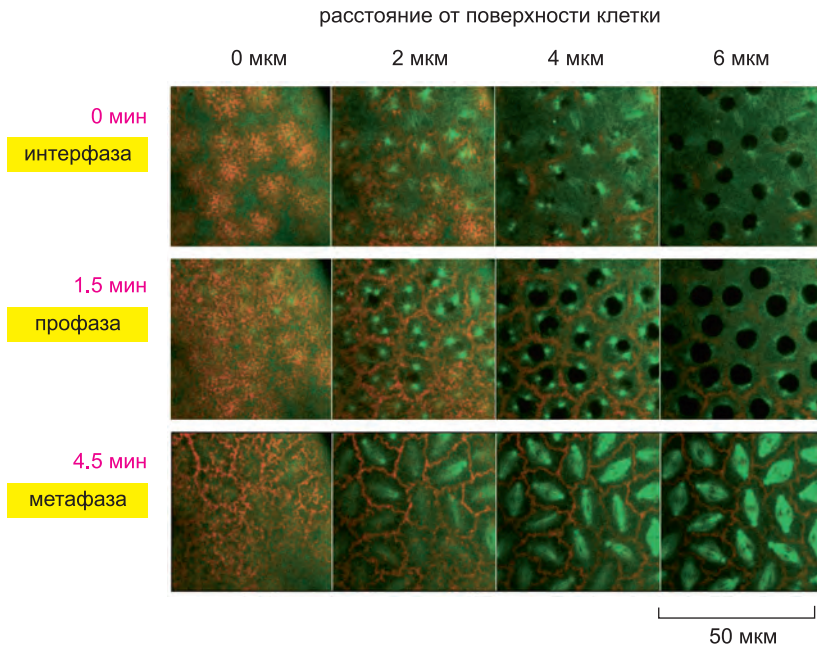 расстояние от поверхности клетки
0 мкм 2 мкм 4 мкм 6 мкм
0 мин
интерфаза
1.5 мин
профаза
4.5 мин
метафаза
50 мкм